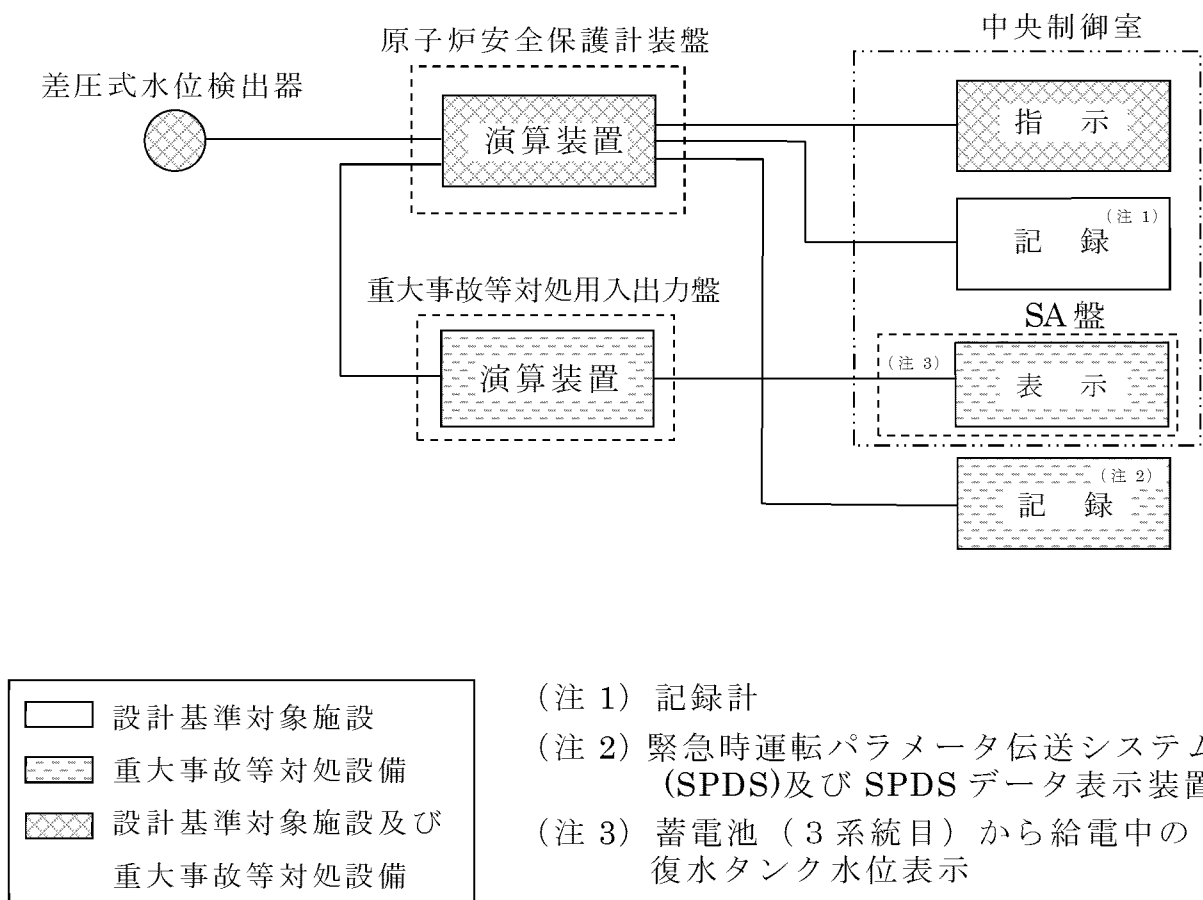 中央制御室
原子炉安全保護計装盤
差圧式水位検出器
演算装置
指 示
(注 1)
記 録
重大事故等対処用入出力盤
SA 盤
(注 3)
演算装置
表 示
(注 2)
記 録
設計基準対象施設
重大事故等対処設備
設計基準対象施設及び
重大事故等対処設備
(注 1) 記録計
(注 2) 緊急時運転パラメータ伝送システム
(SPDS)及び SPDS データ表示装置
(注 3) 蓄電池(3系統目)から給電中の
復水タンク水位表示